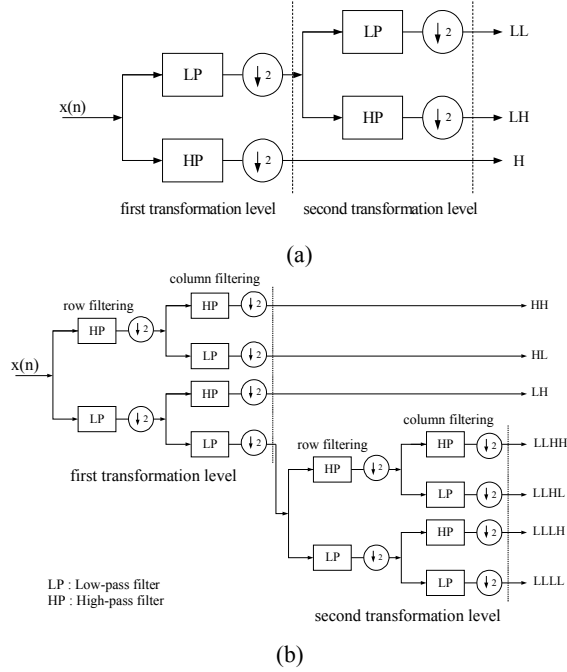 LP
2
LP
2
LL
x(n)
HP
2
LH
HP
2
H
first transformation level
second transformation level
(a)
column filtering
row filtering
HP
2
HH
HP
2
x(n)
LP
2
HL
HP
2
LH
LP
2
LP
2
column filtering
row filtering
HP
2
LLHH
first transformation level
HP
2
LP
2
LLHL
HP
2
LLLH
LP
2
LP
2
LLLL
LP : Low-pass filter
HP : High-pass filter
second transformation level
(b)